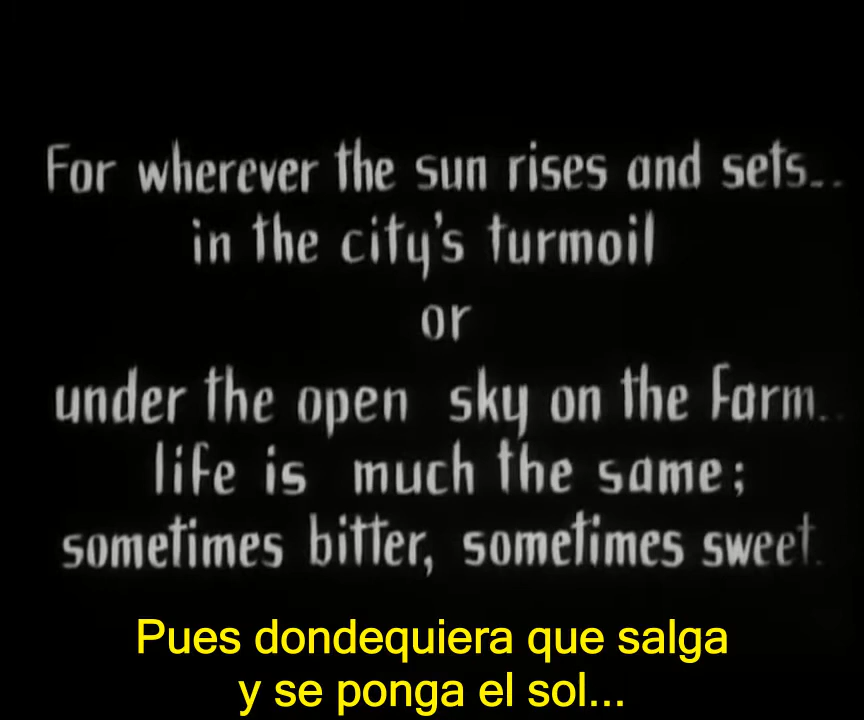 For wherever the sun rises and sets..
in the city's turmoil
or
under the open sky on the farm..
life is much the same;
sometimes bitter, sometimes sweet.
Pues dondequiera que salga
y se ponga el sol...